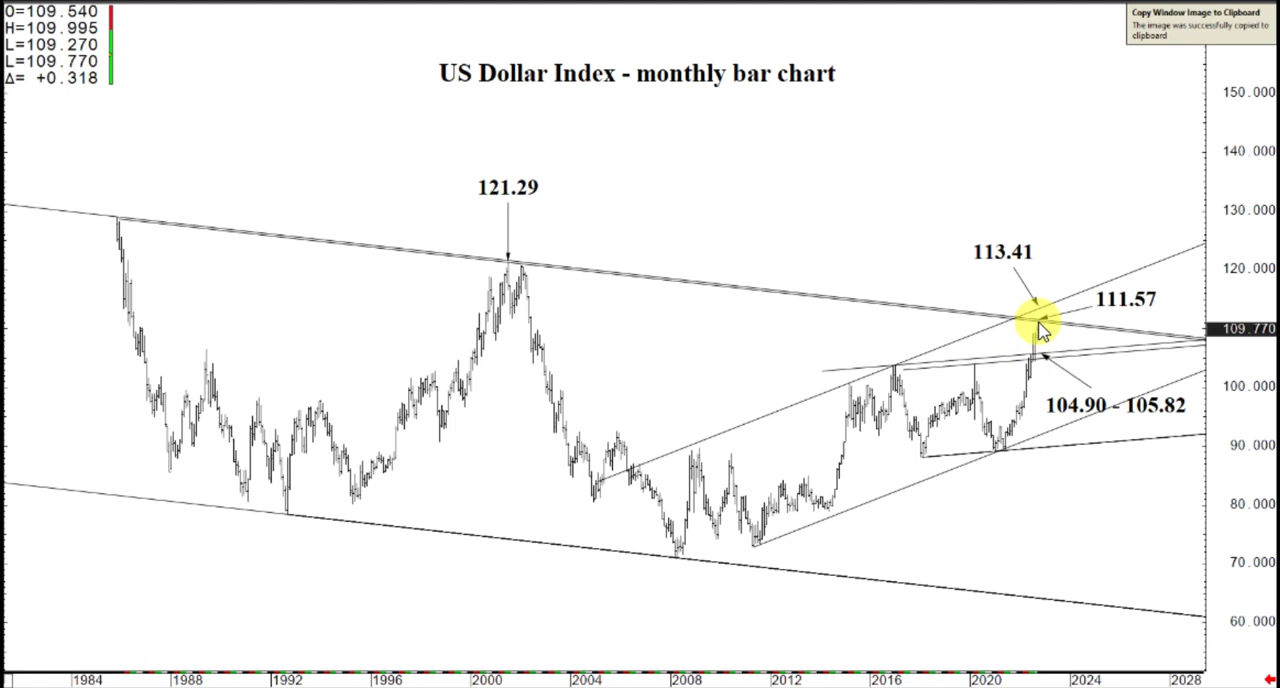 O=109.540
H=109.995
L=109.270
L=109.770
Δ= +0.318
Copy Window Image to Clipboard
The image was successfully copied to
clipboard
US Dollar Index - monthly bar chart
150.000
140.000
121.29
130.000
113.41
120.000
111.57
109.770
100.000
104.90 - 105.82
90.000
80.000
70.000
60.000
1984 1988 1992 1996 2000 2004 2008 2012 2016 2020 2024 2028